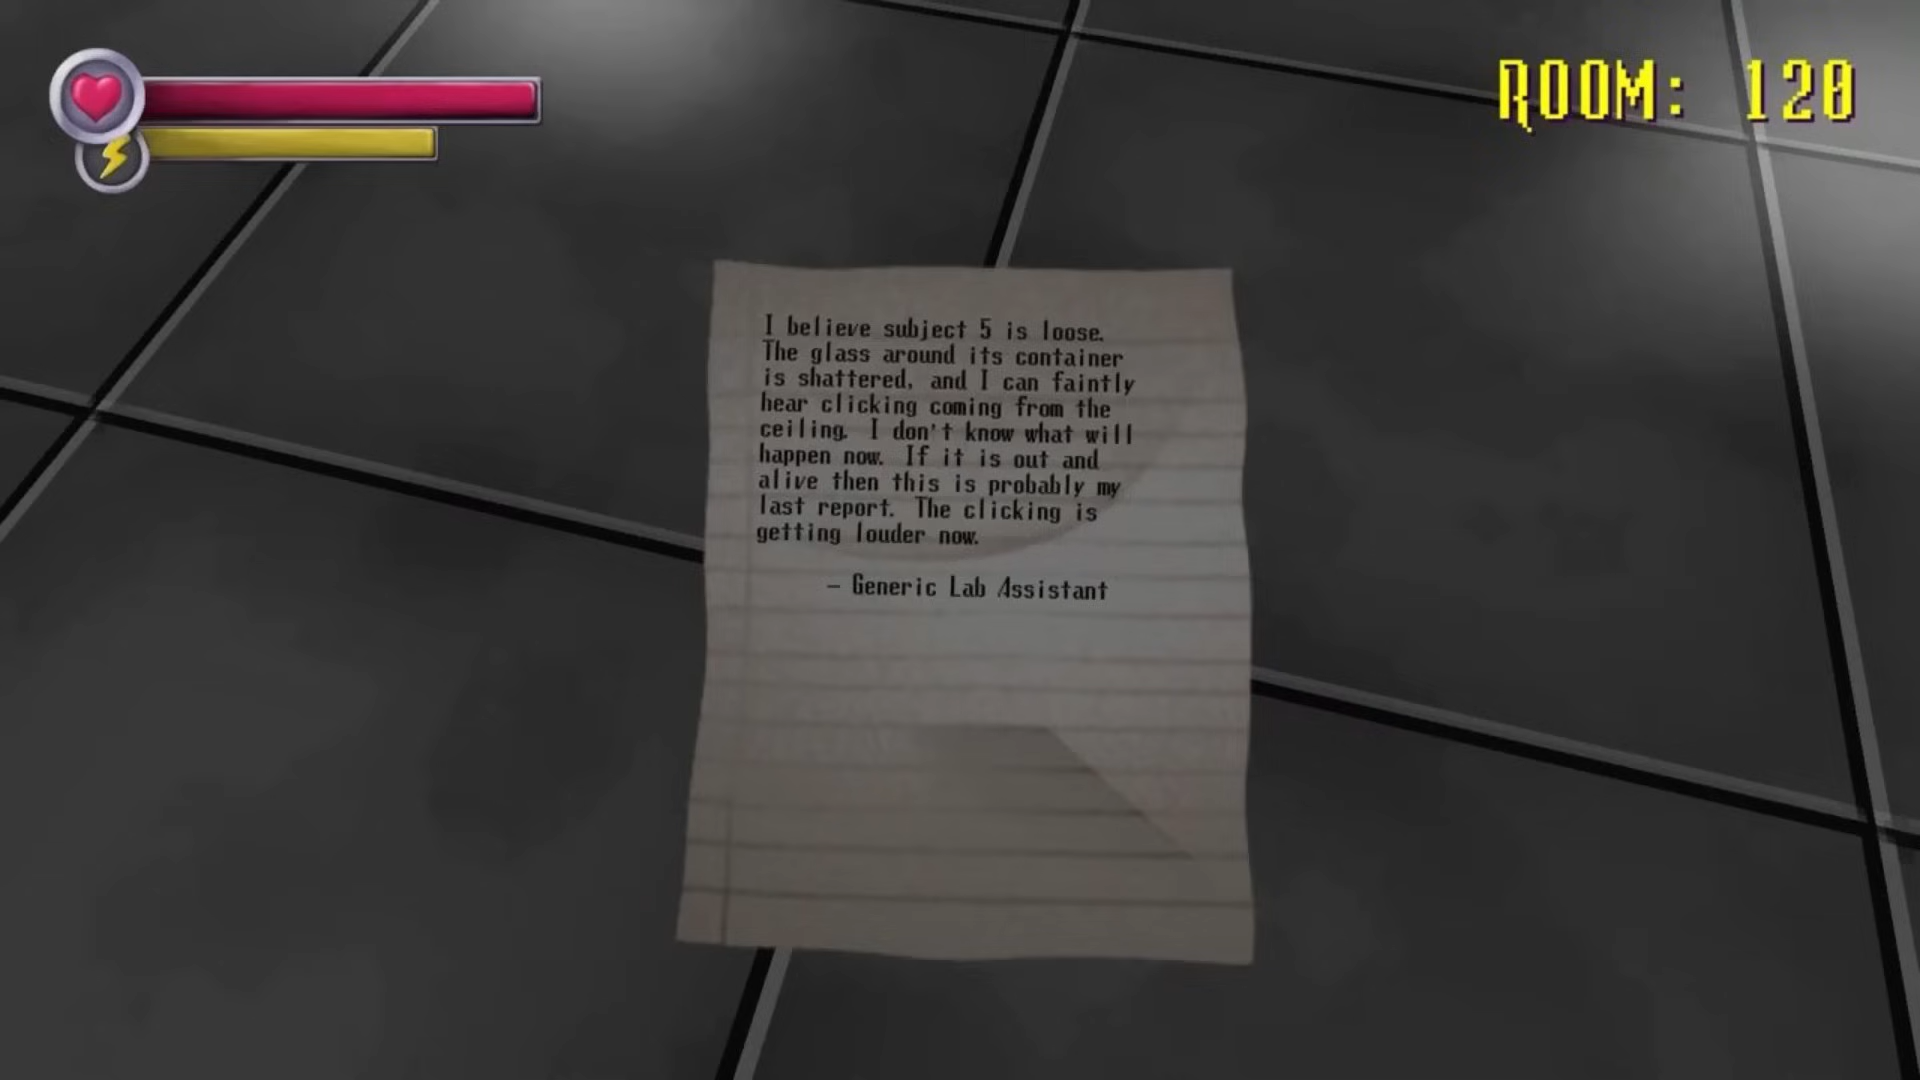 ROOM: 120
I believe subject 5 is loose.
The glass around its container
is shattered, and I can faintly
hear clicking coming from the
ceiling. I don't know what will
happen now. If it is out and
alive then this is probably my
last report. The clicking is
getting louder now.
- Generic Lab Assistant